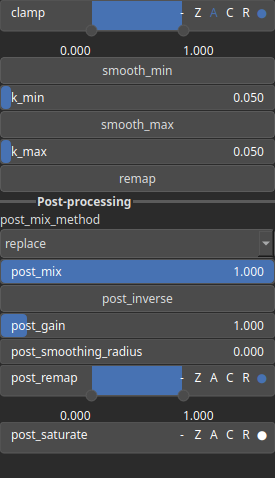 clamp - Z A C R
0.000 1.000
smooth_min
k_min 0.050
smooth_max
k_max 0.050
remap
Post-processing
post_mix_method
replace
post_mix 1.000
post_inverse
post_gain 1.000
post_smoothing_radius 0.000
post_remap - Z A C R
0.000 1.000
post_saturate - Z A C R